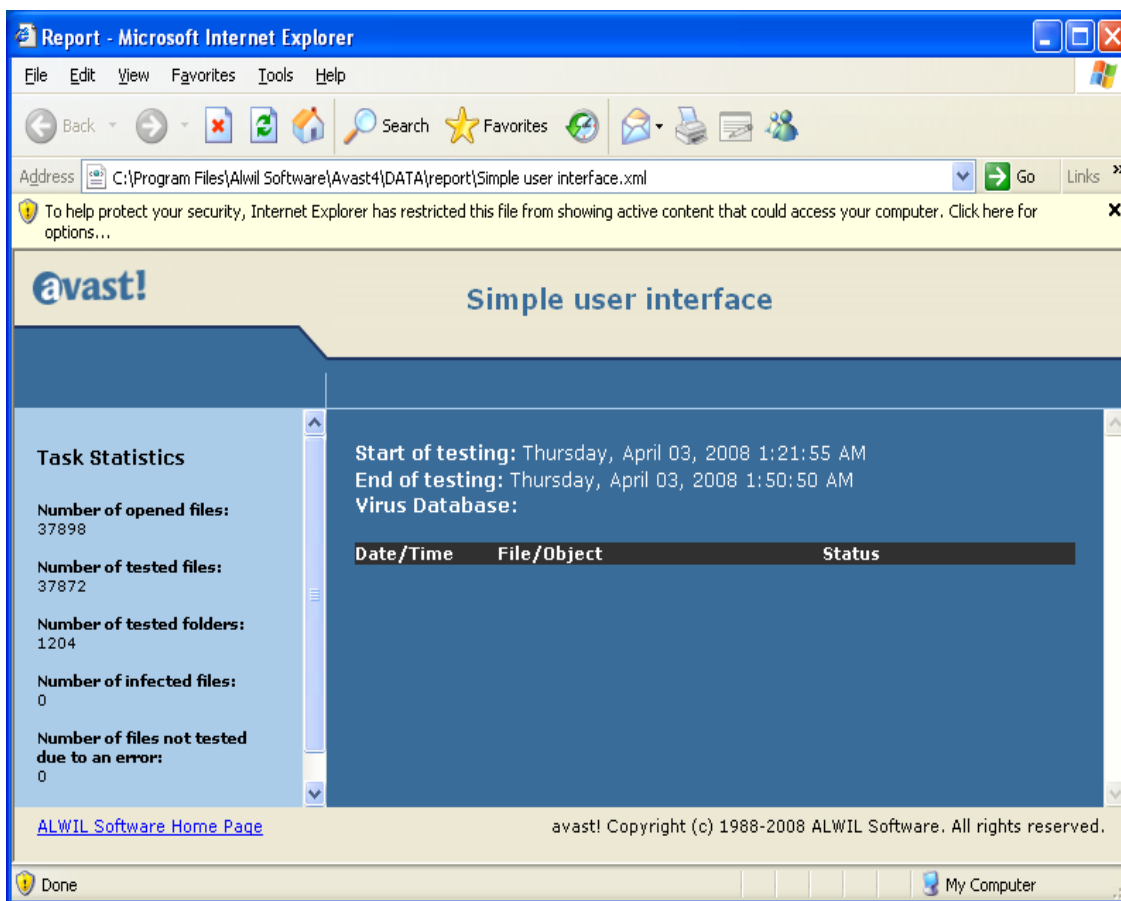 Report - Microsoft Internet Explorer
File Edit View Favorites Tools Help
Back Search Favorites
Address C:\Program Files\Alwil Software\Avast4\DATA\report\Simple user interface.xml Go Links »
To help protect your security, Internet Explorer has restricted this file from showing active content that could access your computer. Click here for
options...
avast!
Simple user interface
Task Statistics
Number of opened files:
37898
Number of tested files:
37872
Number of tested folders:
1204
Number of infected files:
0
Number of files not tested
due to an error:
0
Start of testing: Thursday, April 03, 2008 1:21:55 AM
End of testing: Thursday, April 03, 2008 1:50:50 AM
Virus Database:
Date/Time File/Object Status
ALWIL Software Home Page
avast! Copyright (c) 1988-2008 ALWIL Software. All rights reserved.
Done My Computer